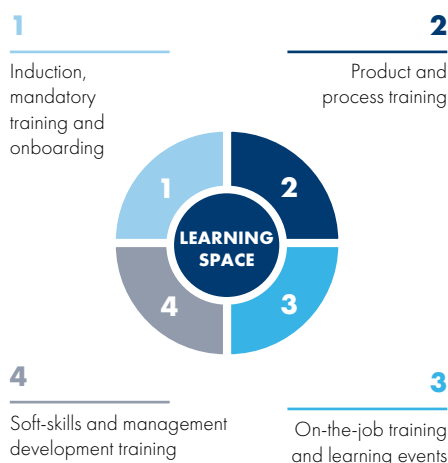 1
Induction,
mandatory
training and
onboarding
2
Product and
process training
1
2
LEARNING
SPACE
4
3
4
Soft-skills and management
development training
3
On-the-job training
and learning events